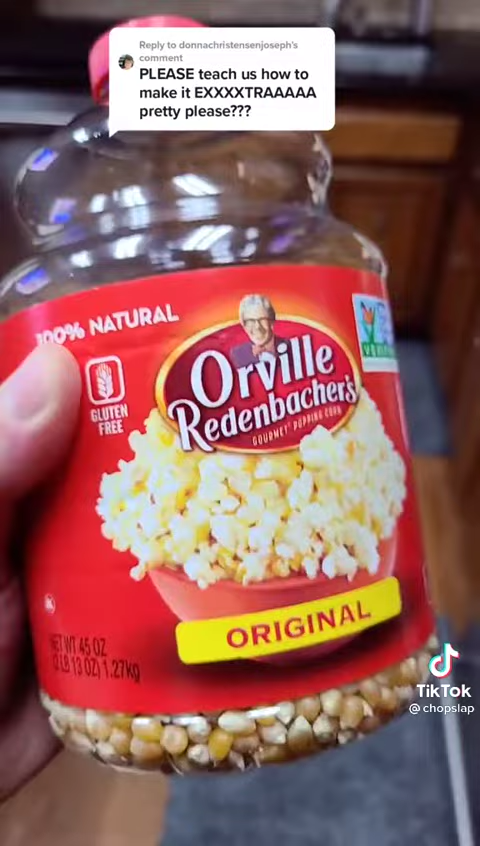 Reply to donnachristensenjoseph's
comment
PLEASE teach us how to
make it EXXXXTRAAAAA
pretty please???
100% NATURAL
GLUTEN
FREE
Orville
Redenbacher's
GOURMET POPPING CORN
ORIGINAL
NET WT 45 OZ
(2 LB 13 OZ) 1.27kg
TikTok
@ chopslap